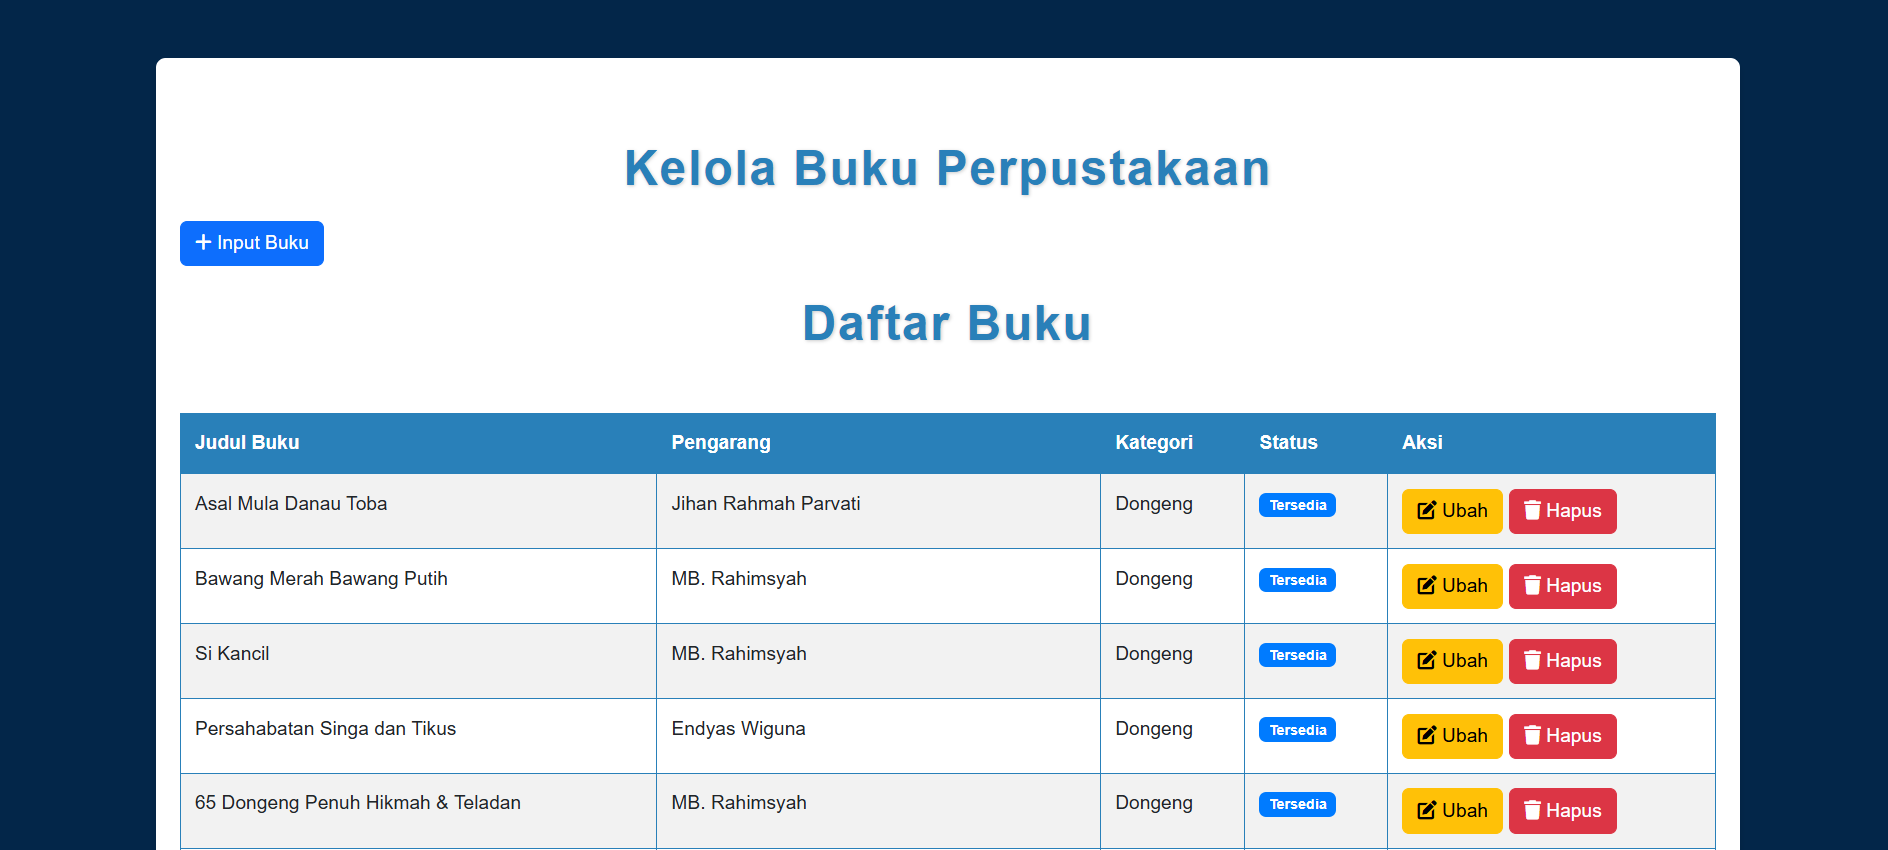 Kelola Buku Perpustakaan
Input Buku
Daftar Buku
Judul Buku Pengarang Kategori Status Aksi
Asal Mula Danau Toba Jihan Rahmah Parvati Dongeng Tersedia Ubah Hapus
Bawang Merah Bawang Putih MB. Rahimsyah Dongeng Tersedia Ubah Hapus
Si Kancil MB. Rahimsyah Dongeng Tersedia Ubah Hapus
Persahabatan Singa dan Tikus Endyas Wiguna Dongeng Tersedia Ubah Hapus
65 Dongeng Penuh Hikmah & Teladan MB. Rahimsyah Dongeng Tersedia Ubah Hapus